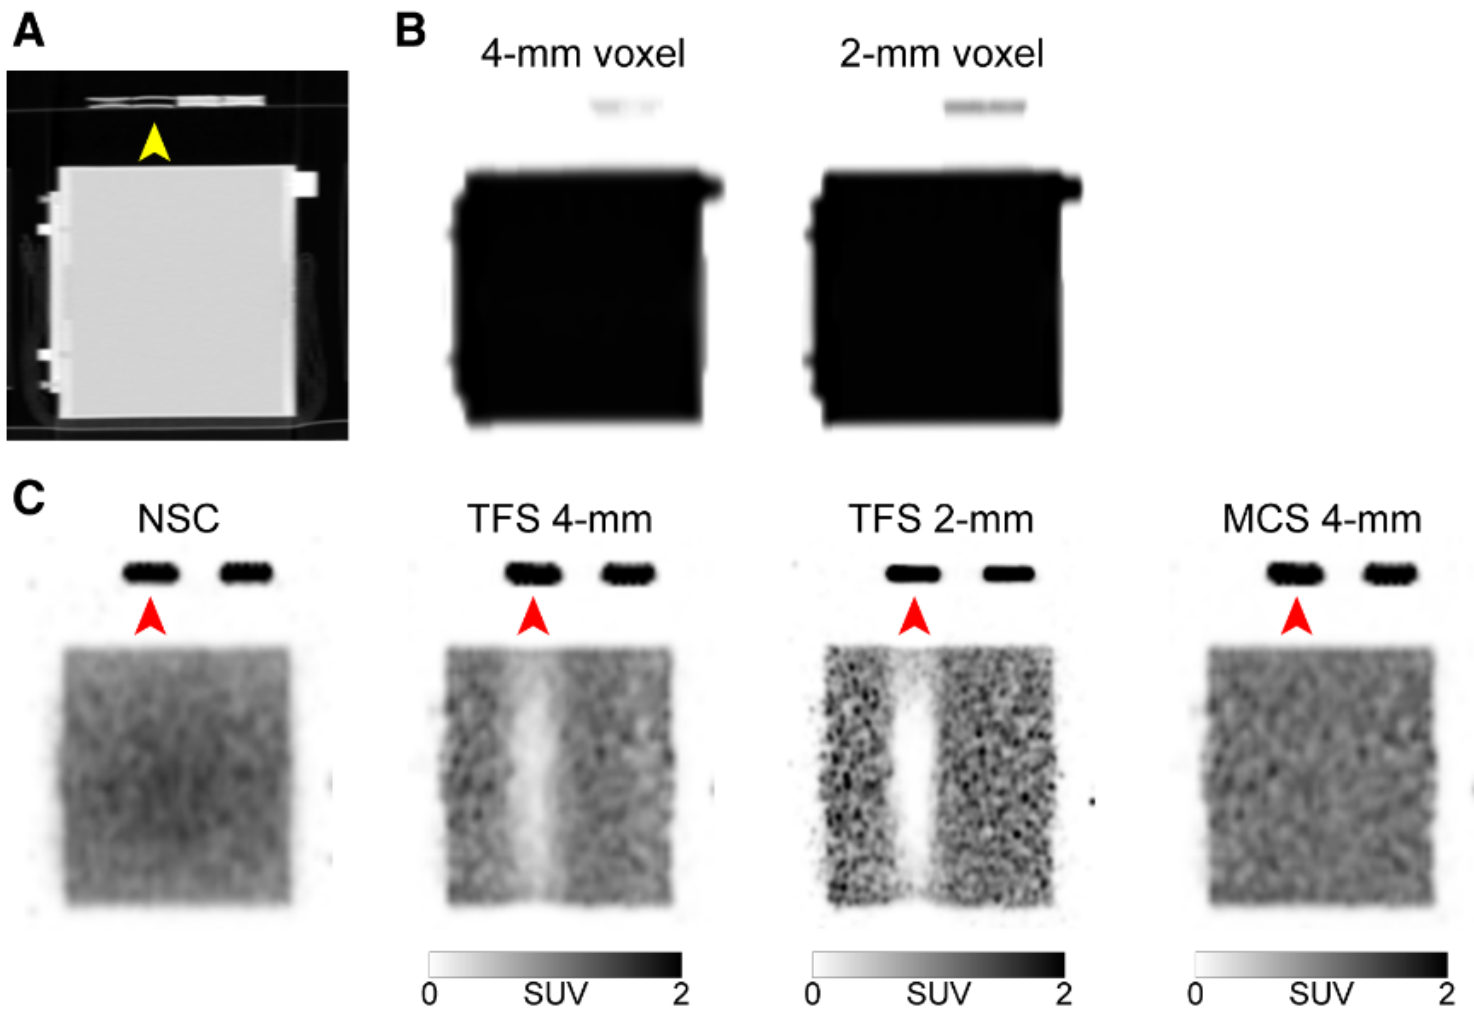 A
B
4-mm voxel
2-mm voxel
C
NSC
TFS 4-mm
TFS 2-mm
MCS 4-mm
0 SUV 2
0 SUV 2
0 SUV 2